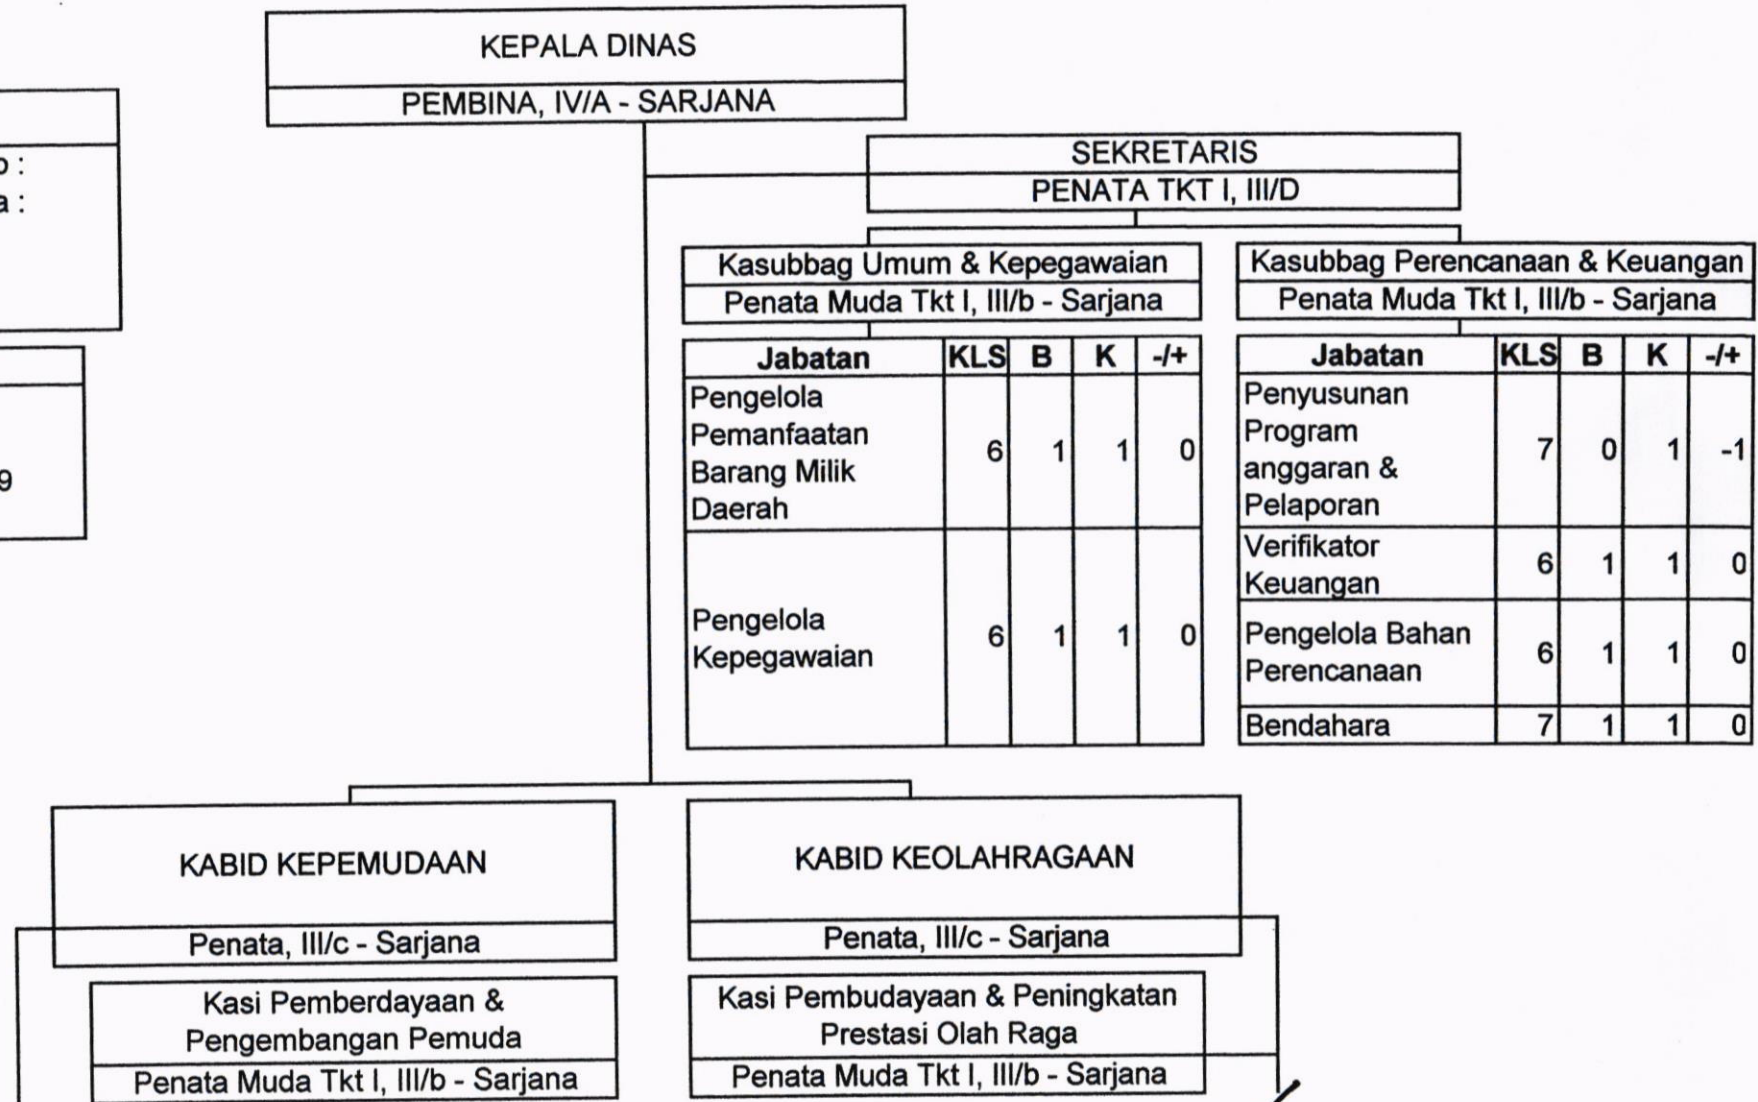 KEPALA DINAS
PEMBINA, IV/A - SARJANA
a :
9
SEKRETARIS
PENATA TKT I, III/D
Kasubbag Umum & Kepegawaian
Penata Muda Tkt I, III/b - Sarjana
Jabatan KLS B K -/+
Pengelola
Pemanfaatan
Barang Milik
Daerah
6 1 1 0
Pengelola
Kepegawaian
6 1 1 0
Kasubbag Perencanaan & Keuangan
Penata Muda Tkt I, III/b - Sarjana
Jabatan KLS B K -/+
Penyusunan
Program
anggaran &
Pelaporan
7 0 1 -1
Verifikator
Keuangan
6 1 1 0
Pengelola Bahan
Perencanaan
6 1 1 0
Bendahara 7 1 1 0
KABID KEPEMUDAAN
Penata, III/c - Sarjana
Kasi Pemberdayaan &
Pengembangan Pemuda
Penata Muda Tkt I, III/b - Sarjana
KABID KEOLAHRAGAAN
Penata, III/c - Sarjana
Kasi Pembudayaan & Peningkatan
Prestasi Olah Raga
Penata Muda Tkt I, III/b - Sarjana